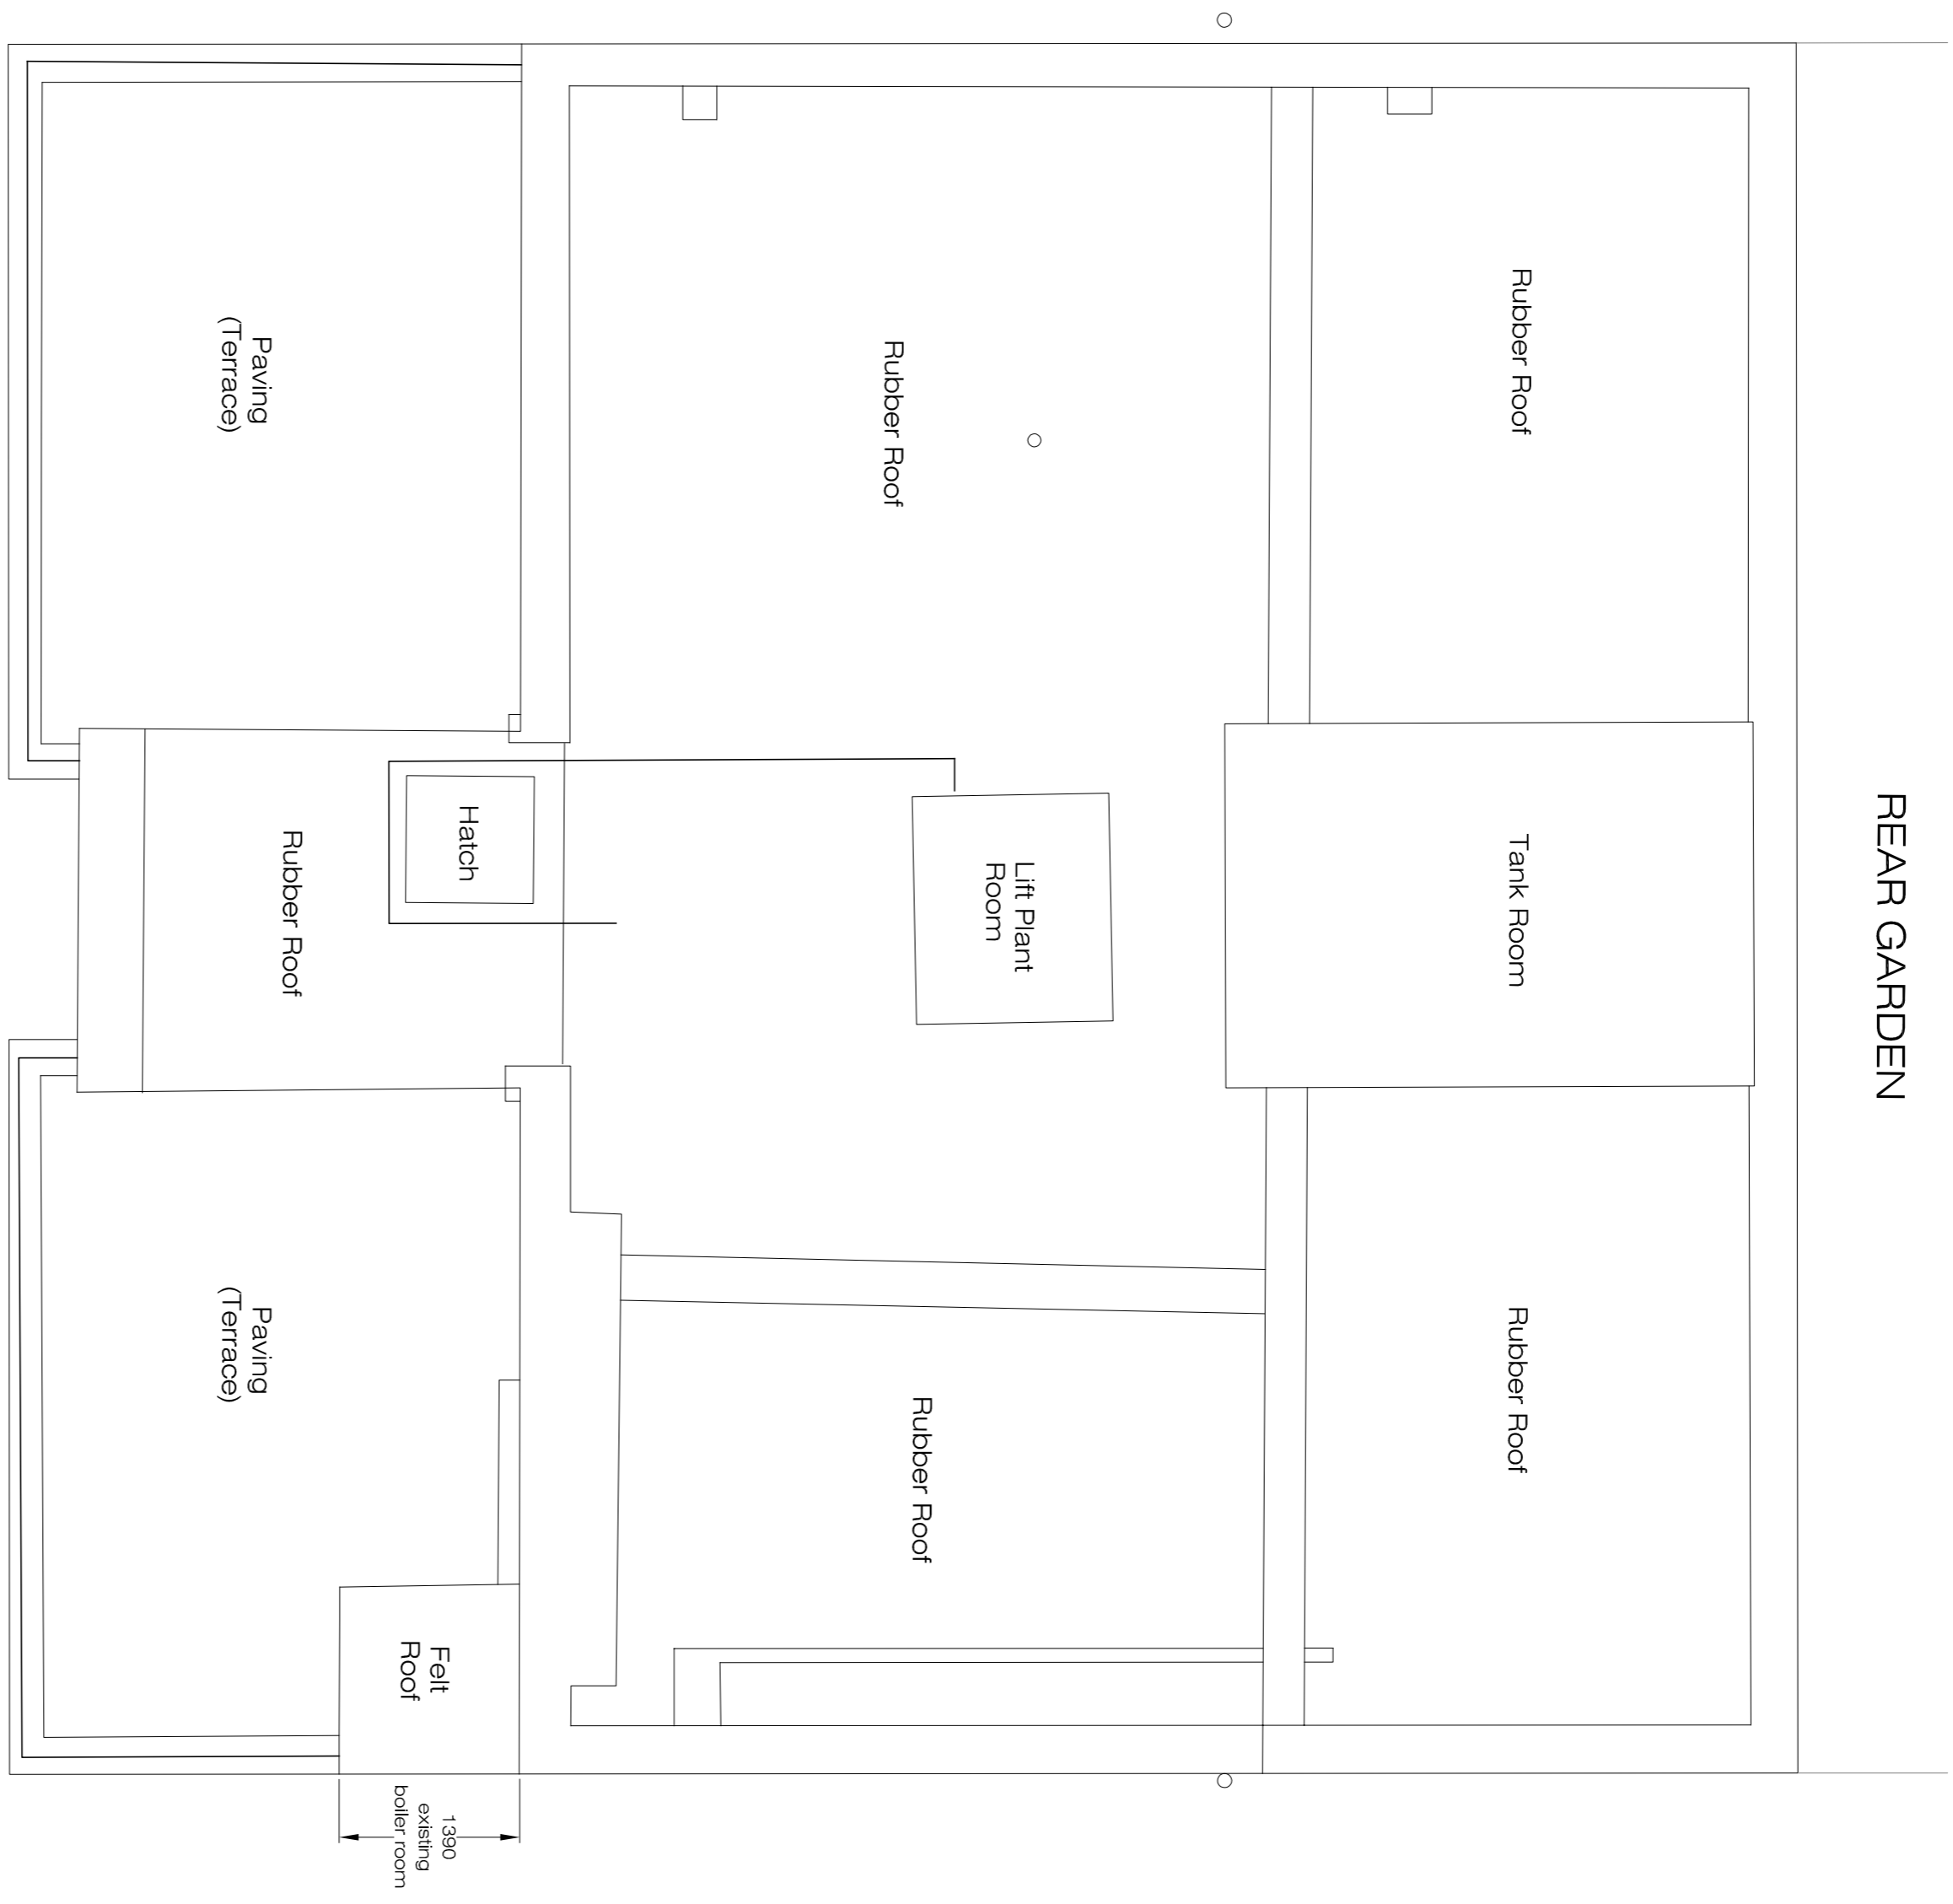 REAR GARDEN
Rubber Roof
Tank Room
Rubber Roof
Rubber Roof
Lift Plant
Room
Rubber Roof
Hatch
Rubber Roof
Paving
(Terrace)
Paving
(Terrace)
Felt
Roof
1390
existing
boiler room